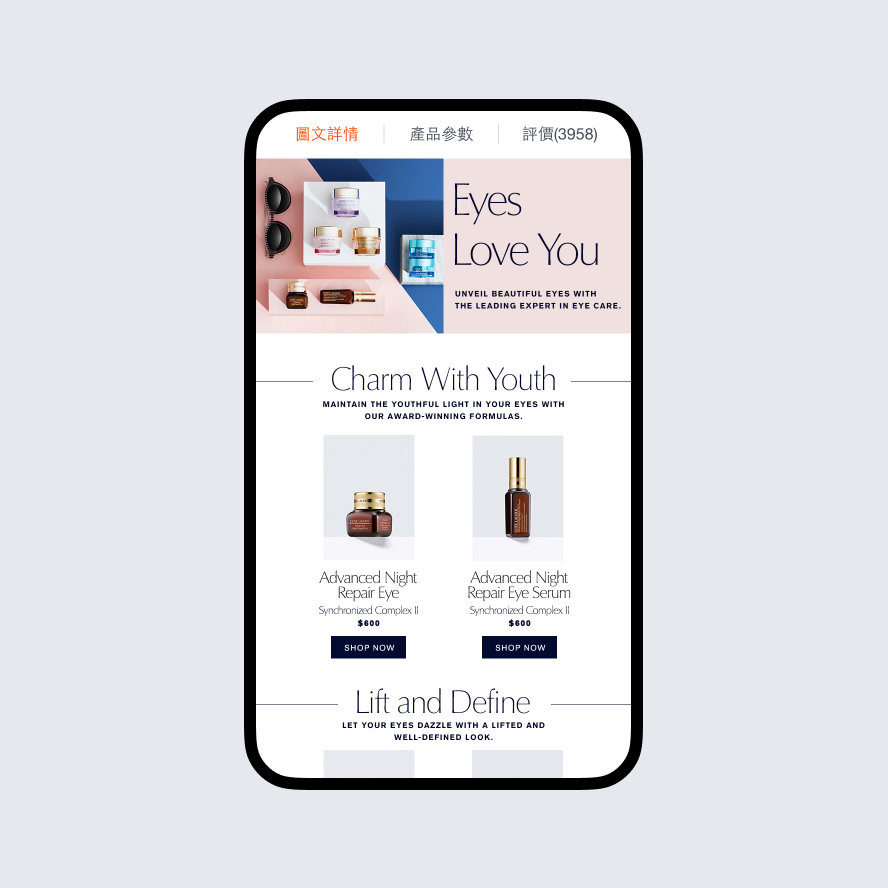 圖文詳情
產品參數
評價(3958)
Eyes
Love You
UNVEIL BEAUTIFUL EYES WITH
THE LEADING EXPERT IN EYE CARE.
Charm With Youth
MAINTAIN THE YOUTHFUL LIGHT IN YOUR EYES WITH
OUR AWARD-WINNING FORMULAS.
Advanced Night
Repair Eye
Synchronized Complex II
$600
SHOP NOW
Advanced Night
Repair Eye Serum
Synchronized Complex II
$600
SHOP NOW
Lift and Define
LET YOUR EYES DAZZLE WITH A LIFTED AND
WELL-DEFINED LOOK.